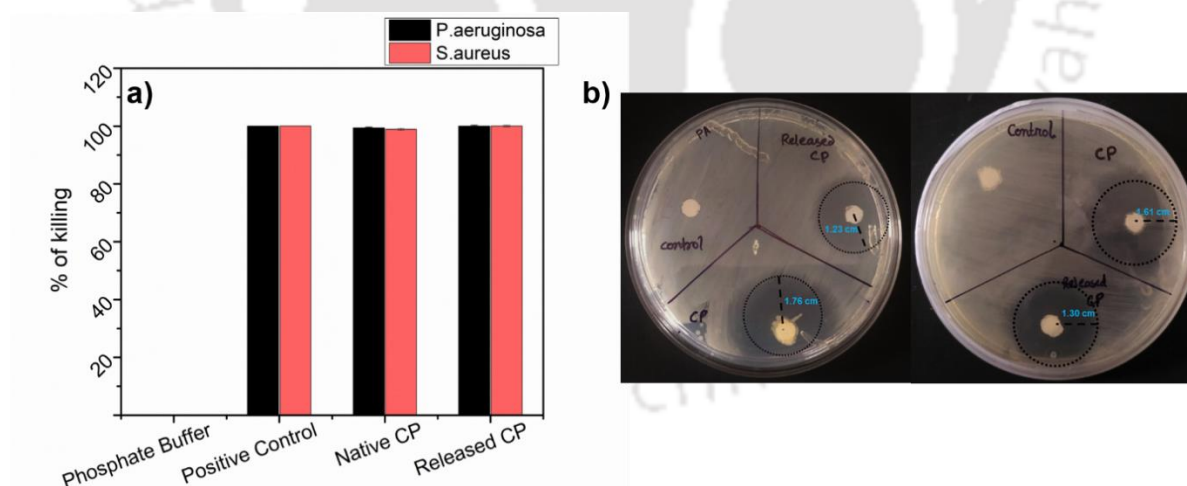 P.aeruginosa
S.aureus
a)
120
100
80
60
40
20
% of killing
Phosphate Buffer
Positive Control
Native CP
Released CP
b)
PA
Released
CP
1.23 cm
control
1.76 cm
CP
Control
CP
1.61 cm
Released
CP
1.30 cm